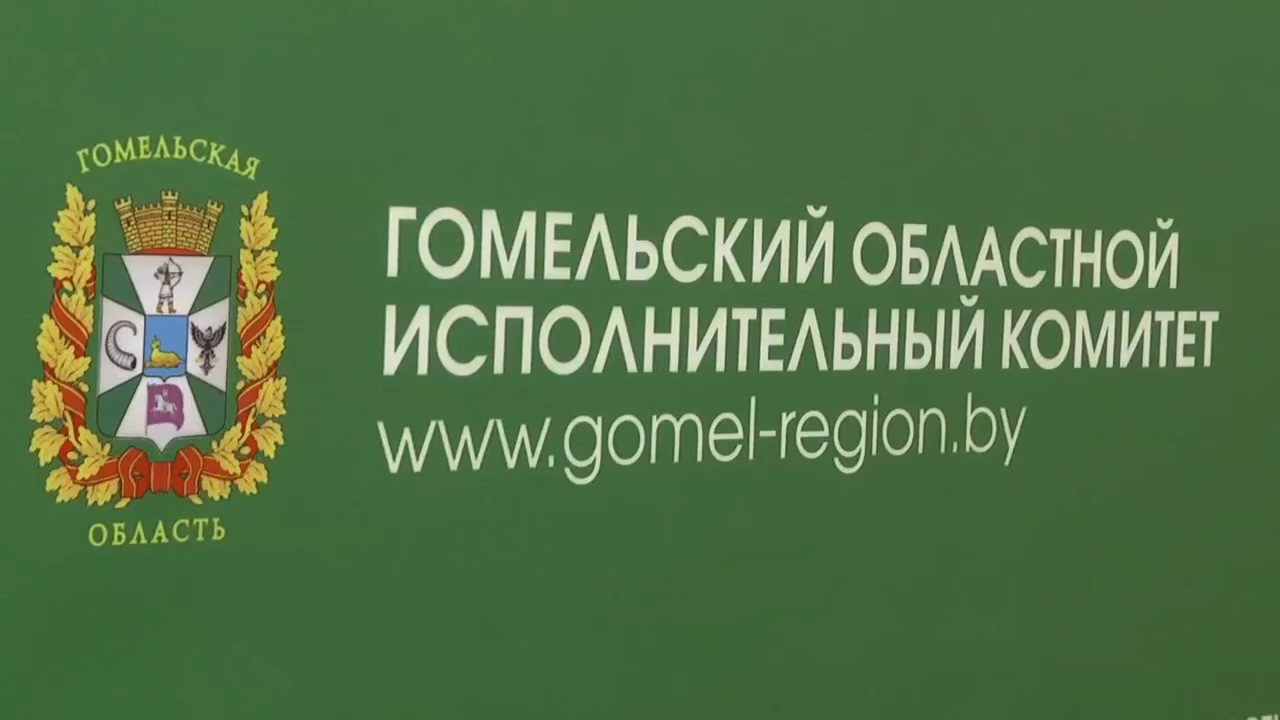 ГОМЕЛЬСКАЯ
ОБЛАСТЬ
ГОМЕЛЬСКИЙ ОБЛАСТНОЙ
ИСПОЛНИТЕЛЬНЫЙ КОМИТЕТ
www.gomel-region.by